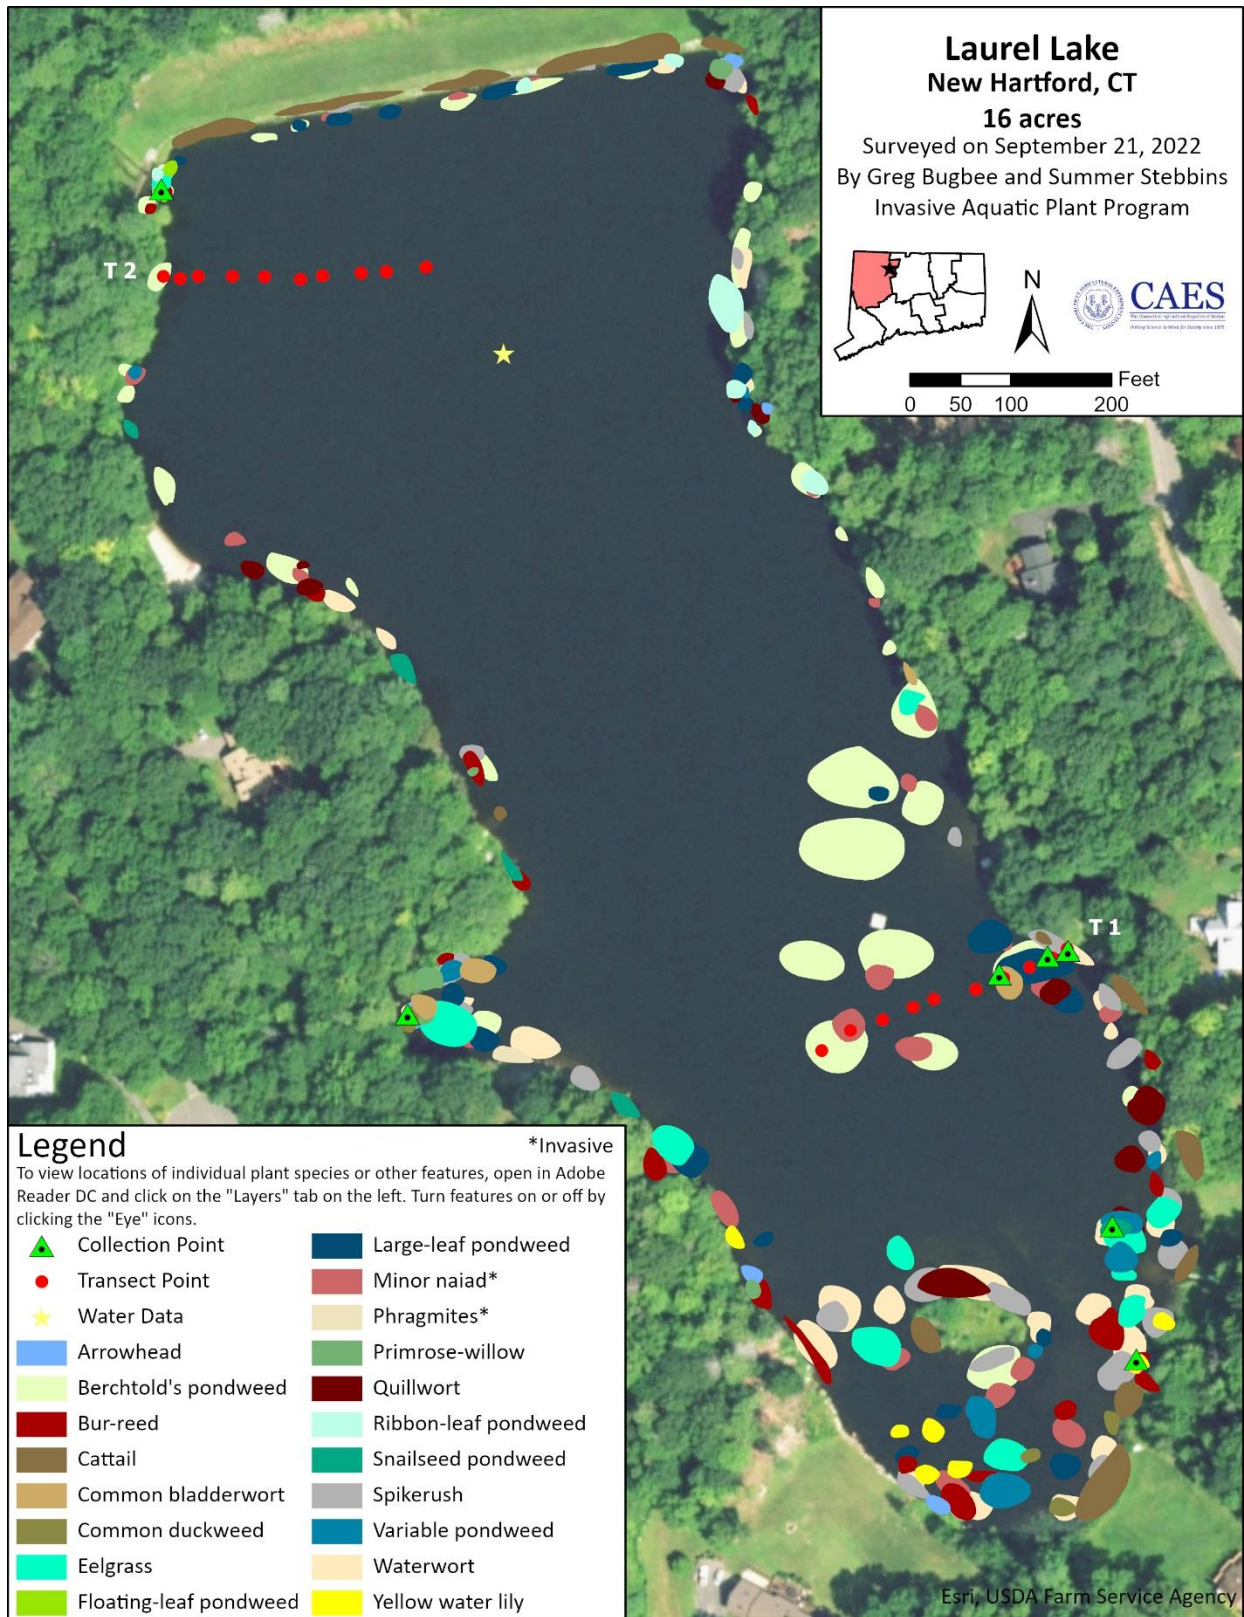 Laurel Lake
New Hartford, CT
16 acres
Surveyed on September 21, 2022
By Greg Bugbee and Summer Stebbins
Invasive Aquatic Plant Program
N
CAES
Feet
0 50 100 200
T 2
T 1
Legend
*Invasive
To view locations of individual plant species or other features, open in Adobe
Reader DC and click on the "Layers" tab on the left. Turn features on or off by
clicking the "Eye" icons.
Collection Point
Transect Point
Water Data
Arrowhead
Berchtold's pondweed
Bur-reed
Cattail
Common bladderwort
Common duckweed
Eelgrass
Floating-leaf pondweed
Large-leaf pondweed
Minor naiad*
Phragmites*
Primrose-willow
Quillwort
Ribbon-leaf pondweed
Snailseed pondweed
Spikerush
Variable pondweed
Waterwort
Yellow water lily
Esri, USDA Farm Service Agency